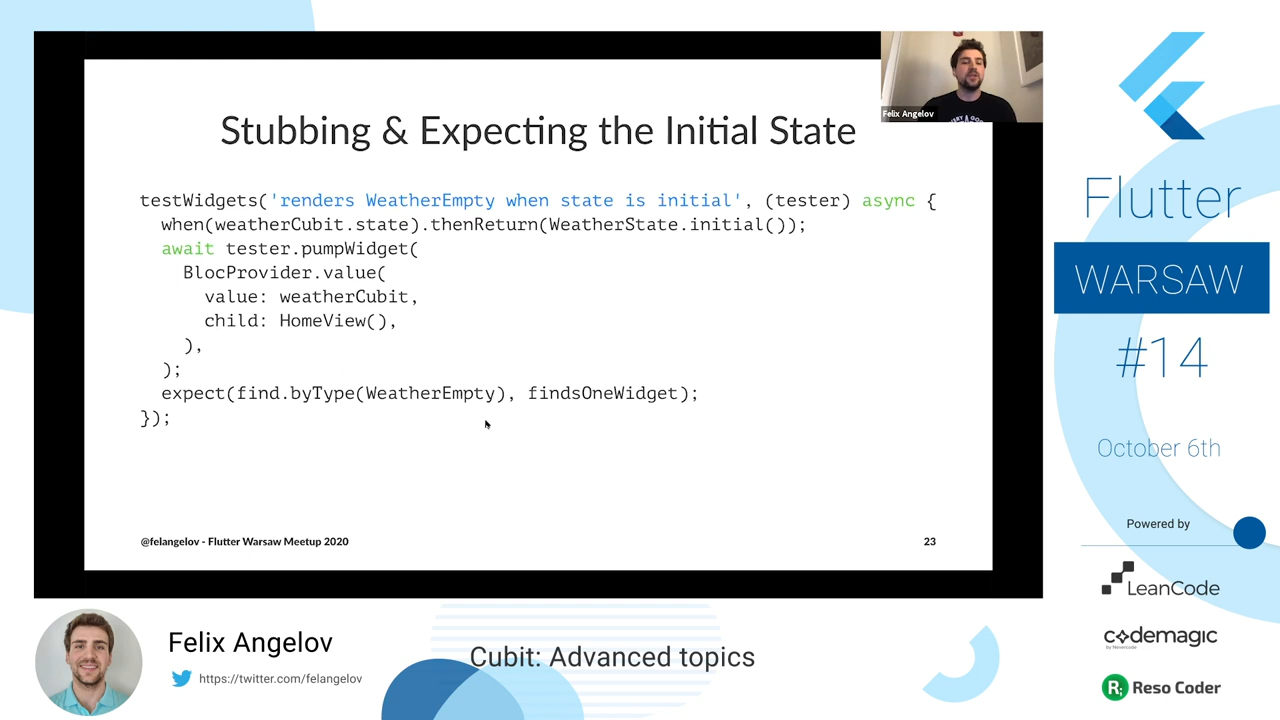 Stubbing & Expecting the Initial State
Felix Angelov
testWidgets('renders WeatherEmpty when state is initial', (tester) async {
when(weatherCubit.state).thenReturn(WeatherState.initial());
await tester.pumpWidget(
BlocProvider.value(
value: weatherCubit,
child: HomeView(),
),
);
expect(find.byType(WeatherEmpty), findsOneWidget);
});
@felangelov - Flutter Warsaw Meetup 2020
23
Flutter
WARSAW
#14
October 6th
Powered by
LeanCode
codemagic
by Nevercode
R;
Reso Coder
Felix Angelov
https://twitter.com/felangelov
Cubit: Advanced topics